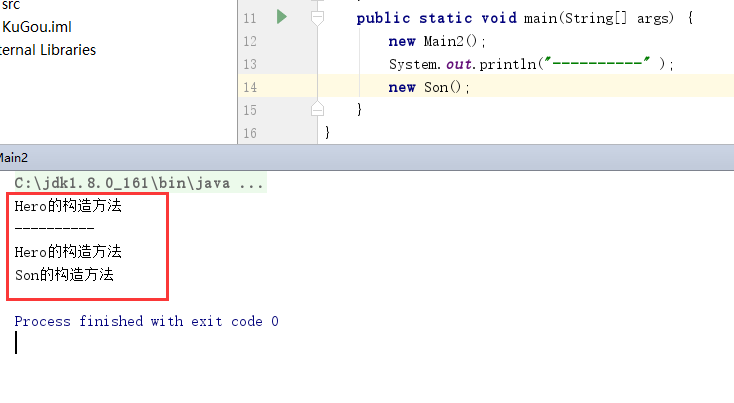 src
KuGou.iml
ternal Libraries
11 public static void main(String[] args) {
12 new Main2();
13 System.out.println("----------" );
14 new Son();
15 }
16 }
Main2
C:\jdk1.8.0_161\bin\java ...
Hero的构造方法
----------
Hero的构造方法
Son的构造方法
Process finished with exit code 0